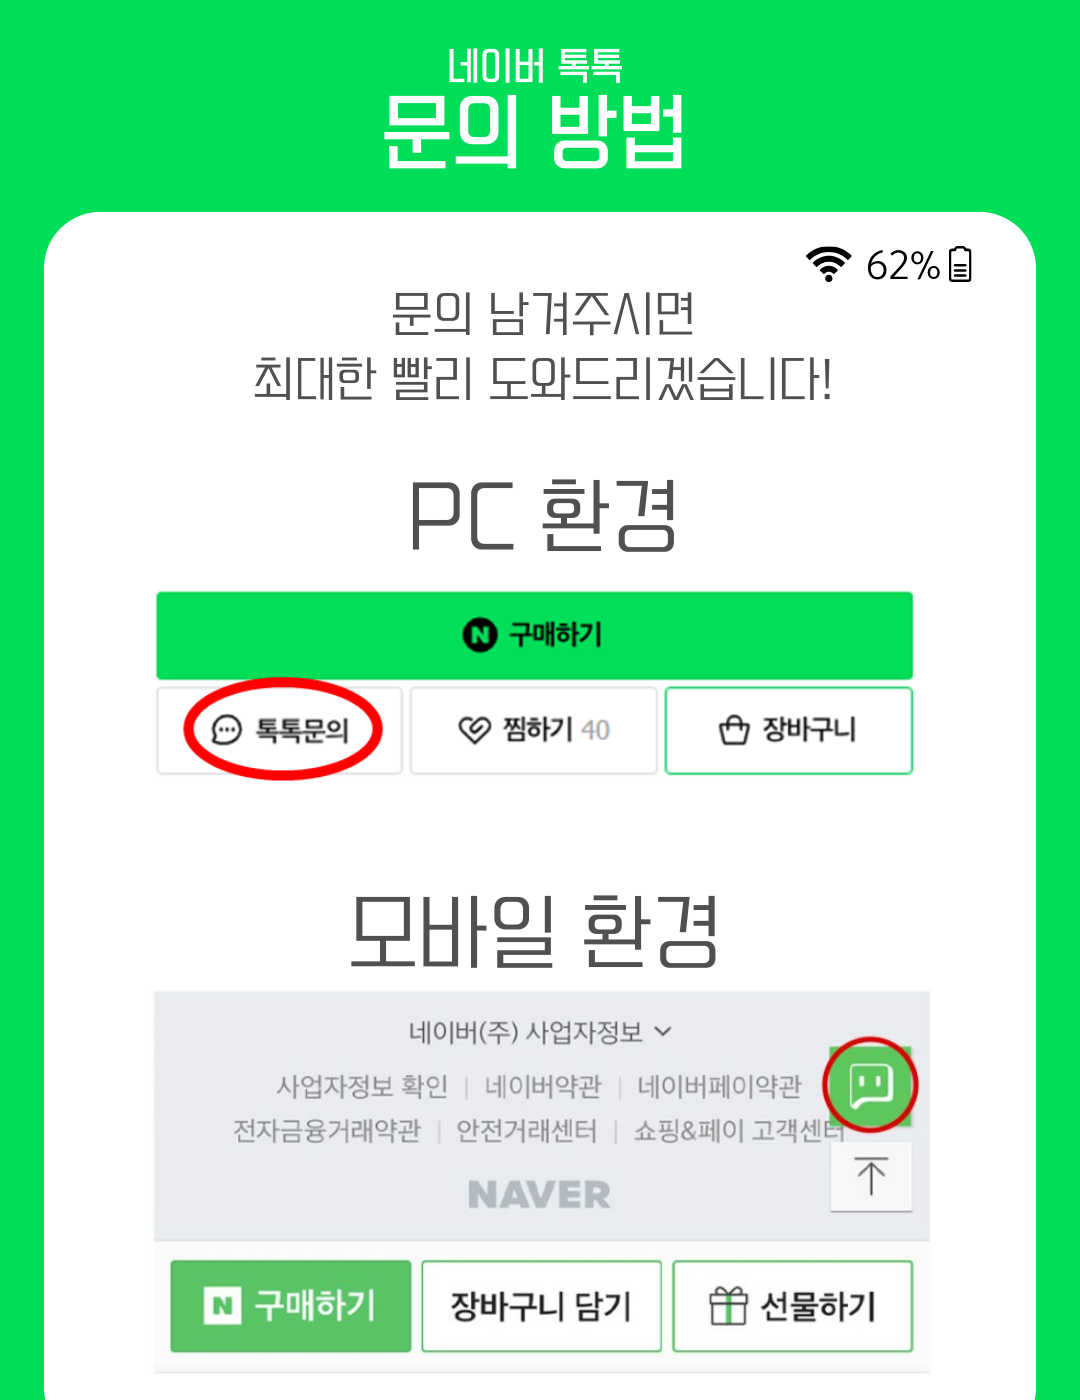 네이버 톡톡
문의 방법
62%
문의 남겨주시면
최대한 빨리 도와드리겠습니다!
PC 환경
N 구매하기
톡톡문의 찜하기 40 장바구니
모바일 환경
네이버(주) 사업자정보
사업자정보 확인 | 네이버약관 | 네이버페이약관
전자금융거래약관 | 안전거래센터 | 쇼핑&페이 고객센터
NAVER
N 구매하기 장바구니 담기 선물하기